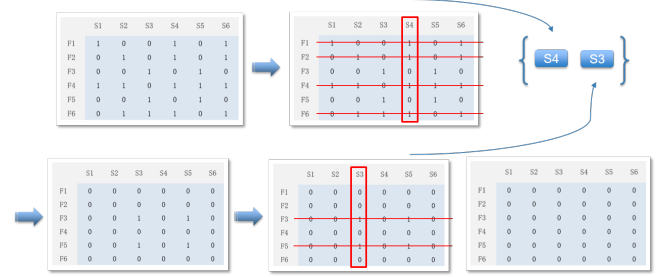 S1 S2 S3 S4 S5 S6
F1 1 0 0 1 0 1
F2 0 1 0 1 0 1
F3 0 0 1 0 1 0
F4 1 1 0 1 1 1
F5 0 0 1 0 1 0
F6 0 1 1 1 0 1
S1 S2 S3 S4 S5 S6
F1 1 0 0 1 0 1
F2 0 1 0 1 0 1
F3 0 0 1 0 1 0
F4 1 1 0 1 1 1
F5 0 0 1 0 1 0
F6 0 1 1 1 0 1
{ S4 S3 }
S1 S2 S3 S4 S5 S6
F1 0 0 0 0 0 0
F2 0 0 0 0 0 0
F3 0 0 1 0 1 0
F4 0 0 0 0 0 0
F5 0 0 1 0 1 0
F6 0 0 0 0 0 0
S1 S2 S3 S4 S5 S6
F1 0 0 0 0 0 0
F2 0 0 0 0 0 0
F3 0 0 1 0 1 0
F4 0 0 0 0 0 0
F5 0 0 1 0 1 0
F6 0 0 0 0 0 0
S1 S2 S3 S4 S5 S6
F1 0 0 0 0 0 0
F2 0 0 0 0 0 0
F3 0 0 0 0 0 0
F4 0 0 0 0 0 0
F5 0 0 0 0 0 0
F6 0 0 0 0 0 0